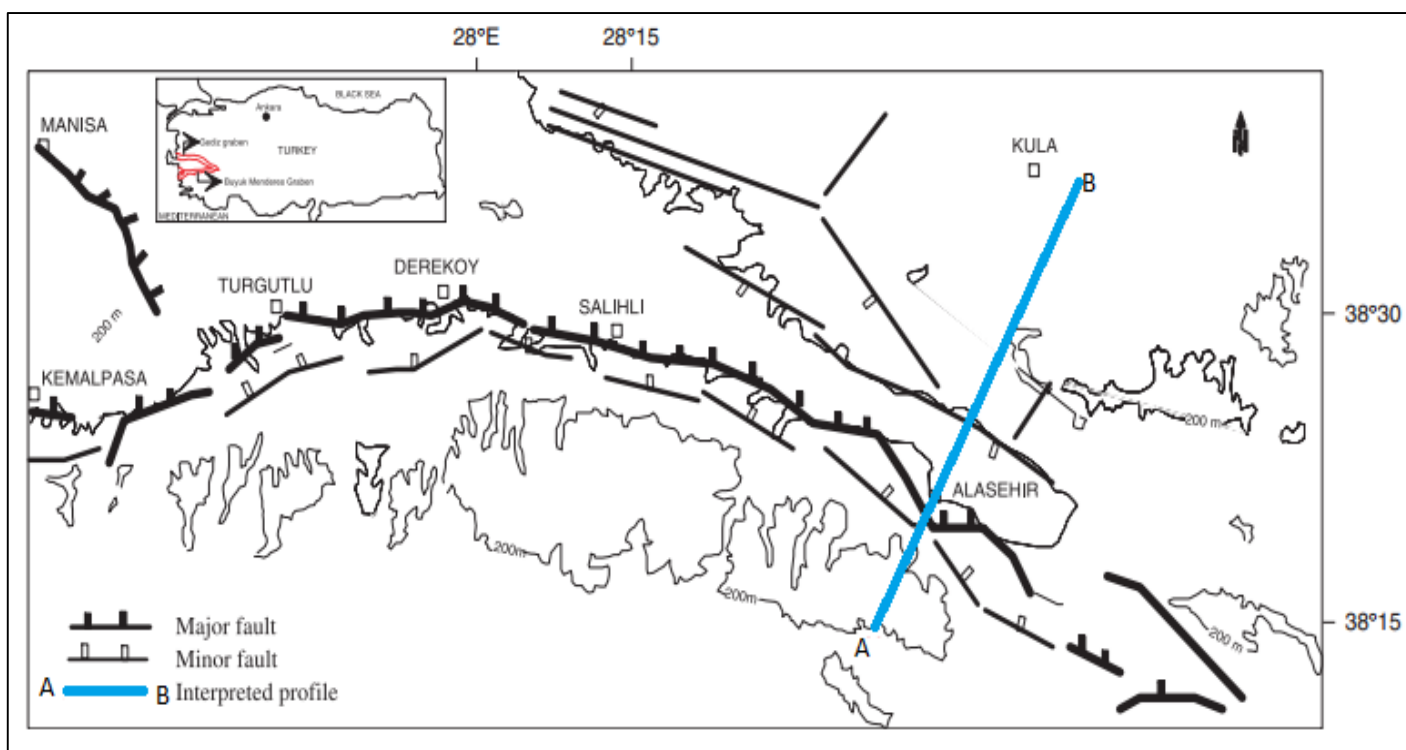 28°E
28°15
MANISA
BLACK SEA
Ankara
Gediz graben
TURKEY
Buyuk Menderes Graben
MEDITERRANEAN
N
KULA
B
TURGUTLU
DEREKOY
SALIHLI
38°30
200 m
KEMALPASA
200 m
ALASEHIR
200m
200m
200m
200 m
38°15
A
Major fault
Minor fault
A B Interpreted profile